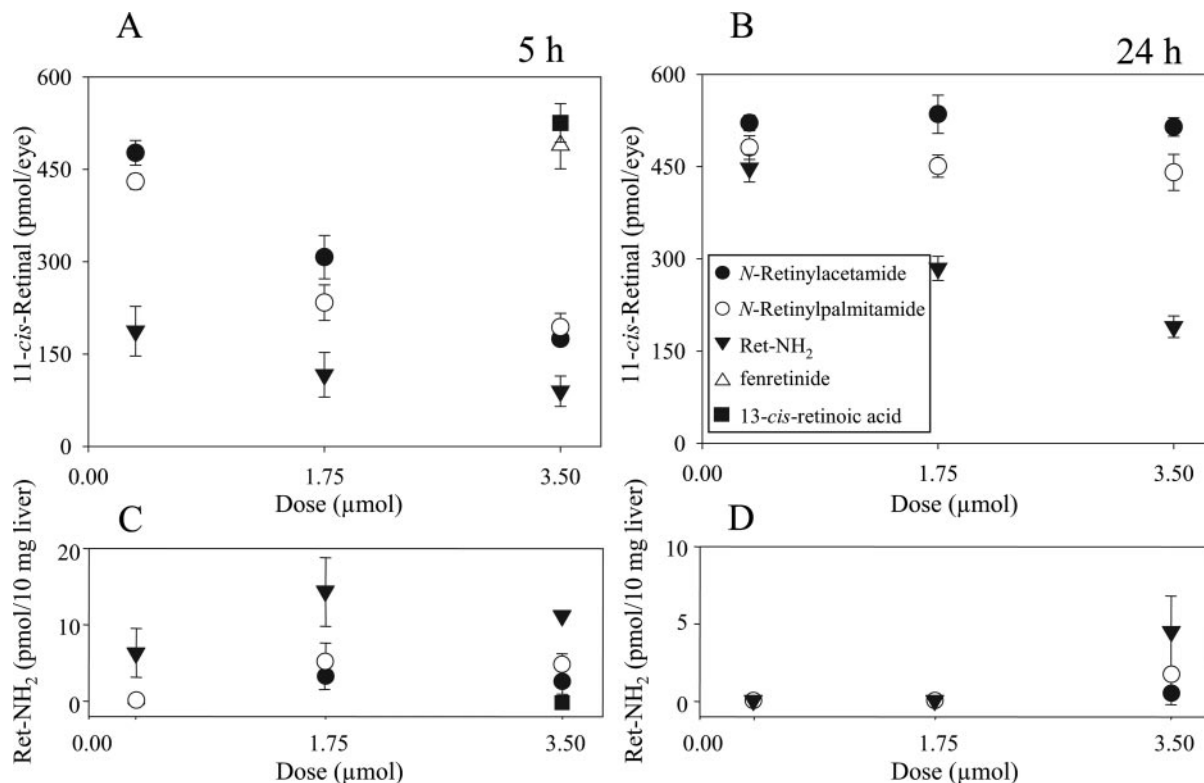 A
5 h
11-cis-Retinal (pmol/eye)
600
450
300
150
0
0.00
1.75
3.50
Dose (µmol)
B
24 h
11-cis-Retinal (pmol/eye)
600
450
300
150
0
N-Retinylacetamide
N-Retinylpalmitamide
Ret-NH₂
fenretinide
13-cis-retinoic acid
0.00
1.75
3.50
Dose (µmol)
C
Ret-NH₂ (pmol/10 mg liver)
20
10
0
0.00
1.75
3.50
Dose (µmol)
D
Ret-NH₂ (pmol/10 mg liver)
10
5
0
0.00
1.75
3.50
Dose (µmol)